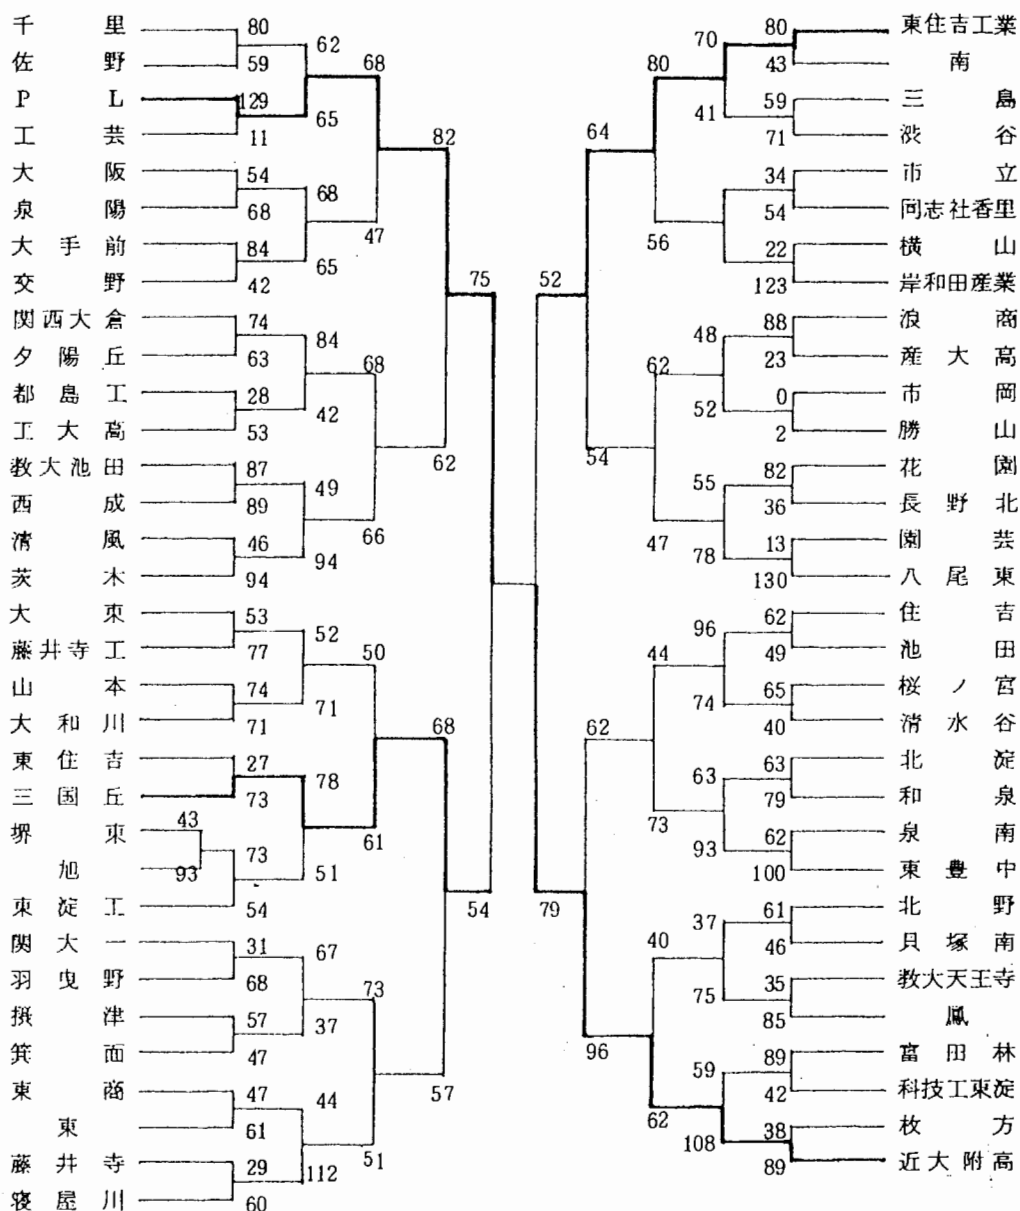 千里 80 62 68 82 75
佐野 59
PL 129 65
工芸 11
大阪 54 68 47
泉陽 68
大手前 84 65
交野 42
関西大倉 74 84 68 62
夕陽丘 63
都島工 28 42
工大高 53
教大池田 87 49 66
西成 89
清風 46 94
茨木 94
大東 53 52 50 68 54
藤井寺工 77
山本 74 71
大和川 71
東住吉 27 78 61
三国丘 73
堺東 43 73 51
旭 93
東淀工 54
関大一 31 67 73 57
羽曳野 68
摂津 57 37
箕面 47
東商 47 44 51
東 61
藤井寺 29 112
寝屋川 60
52 64 80 70 80 東住吉工業
43 南
41 59 三島
71 渋谷
56 34 市立
54 同志社香里
22 横山
123 岸和田産業
54 62 48 88 浪商
23 産大高
52 0 市岡
2 勝山
47 55 82 花園
36 長野北
78 13 園芸
130 八尾東
79 62 44 96 62 住吉
49 池田
74 65 桜ノ宮
40 清水谷
73 63 63 北淀
79 和泉
93 62 泉南
100 東豊中
96 40 37 61 北野
46 貝塚南
75 35 教大天王寺
85 鳳
62 59 89 富田林
42 科技工東淀
108 38 枚方
89 近大附高